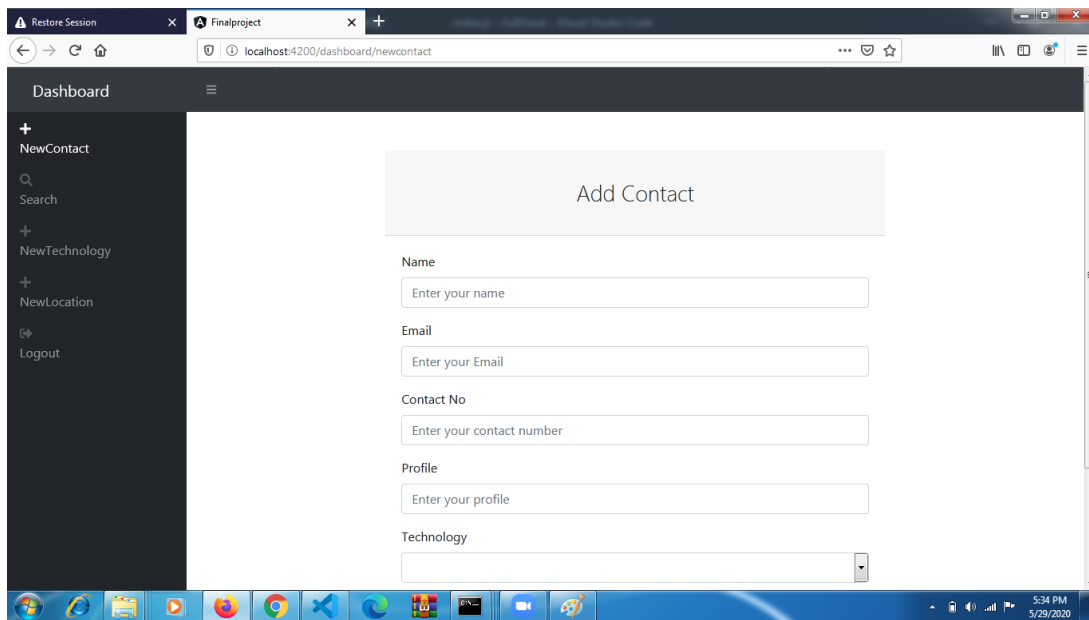 Restore Session
Finalproject
localhost:4200/dashboard/newcontact
Dashboard
NewContact
Search
NewTechnology
NewLocation
Logout
Add Contact
Name
Enter your name
Email
Enter your Email
Contact No
Enter your contact number
Profile
Enter your profile
Technology
5:34 PM
5/29/2020